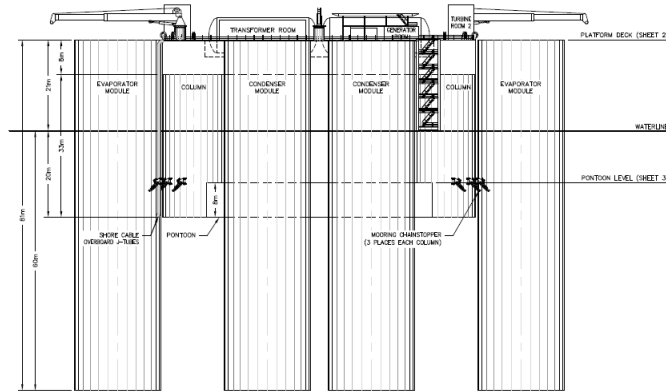 TRANSFORMER ROOM
GENERATOR
TURBINE
ROOM 2
PLATFORM DECK (SHEET 2
8m
21m
EVAPORATOR
MODULE
COLUMN
CONDENSER
MODULE
CONDENSER
MODULE
COLUMN
EVAPORATOR
MODULE
WATERLINE
33m
20m
8m
PONTOON LEVEL (SHEET 3
SHORE CABLE
OVERBOARD J-TUBES
PONTOON
MOORING CHAINSTOPPER
(3 PLACES EACH COLUMN)
81m
60m